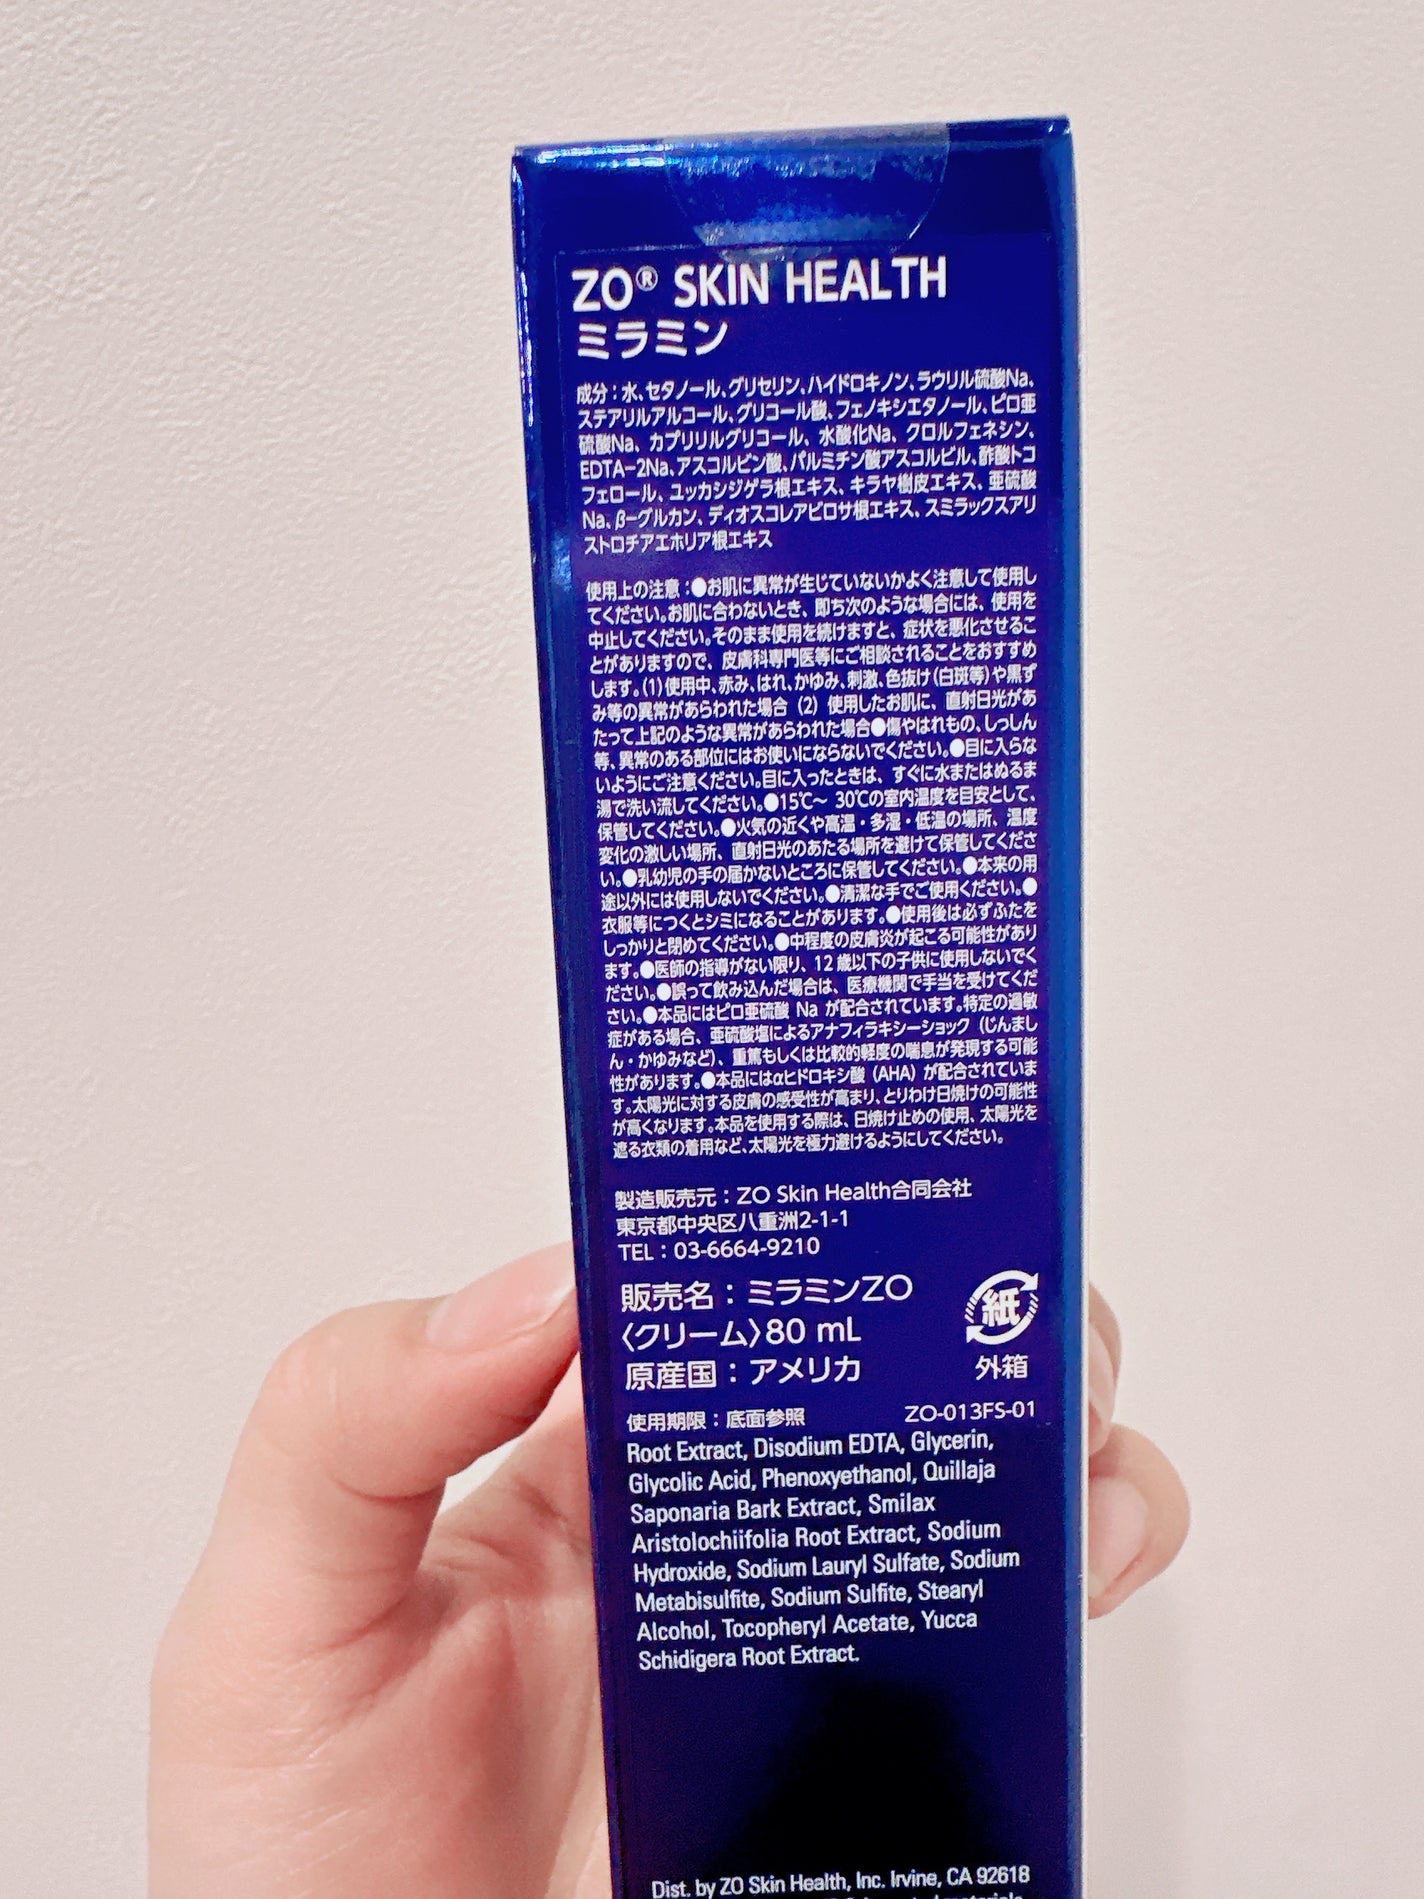 ZO® SKIN HEALTH
ミラミン
成分：水、セタノール、グリセリン、ハイドロキノン、ラウリル硫酸Na、
ステアリルアルコール、グリコール酸、フェノキシエタノール、ピロ亜
硫酸Na、カプリリルグリコール、水酸化Na、クロルフェネシン、
EDTA-2Na、アスコルビン酸、パルミチン酸アスコルビル、酢酸トコ
フェロール、ユッカシジゲラ根エキス、キラヤ樹皮エキス、亜硫酸
Na、β-グルカン、ディオスコレアビロサ根エキス、スミラックスアリ
ストロチアエホリア根エキス
使用上の注意：●お肌に異常が生じていないかよく注意して使用し
てください。お肌に合わないとき、即ち次のような場合には、使用を
中止してください。そのまま使用を続けますと、症状を悪化させるこ
とがありますので、皮膚科専門医等にご相談されることをおすすめ
します。(1)使用中、赤み、はれ、かゆみ、刺激、色抜け(白斑等)や黒ず
み等の異常があらわれた場合（2）使用したお肌に、直射日光があ
たって上記のような異常があらわれた場合●傷やはれもの、しっしん
等、異常のある部位にはお使いにならないでください。●目に入らな
いようにご注意ください。目に入ったときは、すぐに水またはぬるま
湯で洗い流してください。●15℃～ 30℃の室内温度を目安として、
保管してください。●火気の近くや高温・多湿・低温の場所、温度
変化の激しい場所、直射日光のあたる場所を避けて保管してくださ
い。●乳幼児の手の届かないところに保管してください。●本来の用
途以外には使用しないでください。●清潔な手でご使用ください。●
衣服等につくとシミになることがあります。●使用後は必ずふたを
しっかりと閉めてください。●中程度の皮膚炎が起こる可能性があり
ます。●医師の指導がない限り、12 歳以下の子供に使用しないでく
ださい。●誤って飲み込んだ場合は、医療機関で手当を受けてくだ
さい。●本品にはピロ亜硫酸 Na が配合されています。特定の過敏
症がある場合、亜硫酸塩によるアナフィラキシーショック（じんまし
ん・かゆみなど）、重篤もしくは比較的軽度の喘息が発現する可能
性があります。●本品にはαヒドロキシ酸（AHA）が配合されていま
す。太陽光に対する皮膚の感受性が高まり、とりわけ日焼けの可能性
が高くなります。本品を使用する際は、日焼け止めの使用、太陽光を
遮る衣類の着用など、太陽光を極力避けるようにしてください。
製造販売元：ZO Skin Health合同会社
東京都中央区八重洲2-1-1
TEL：03-6664-9210
販売名：ミラミンZO
〈クリーム〉80 mL
原産国：アメリカ
紙
外箱
使用期限：底面参照 ZO-013FS-01
Root Extract, Disodium EDTA, Glycerin,
Glycolic Acid, Phenoxyethanol, Quillaja
Saponaria Bark Extract, Smilax
Aristolochiifolia Root Extract, Sodium
Hydroxide, Sodium Lauryl Sulfate, Sodium
Metabisulfite, Sodium Sulfite, Stearyl
Alcohol, Tocopheryl Acetate, Yucca
Schidigera Root Extract.
Dist. by ZO Skin Health, Inc. Irvine, CA 92618